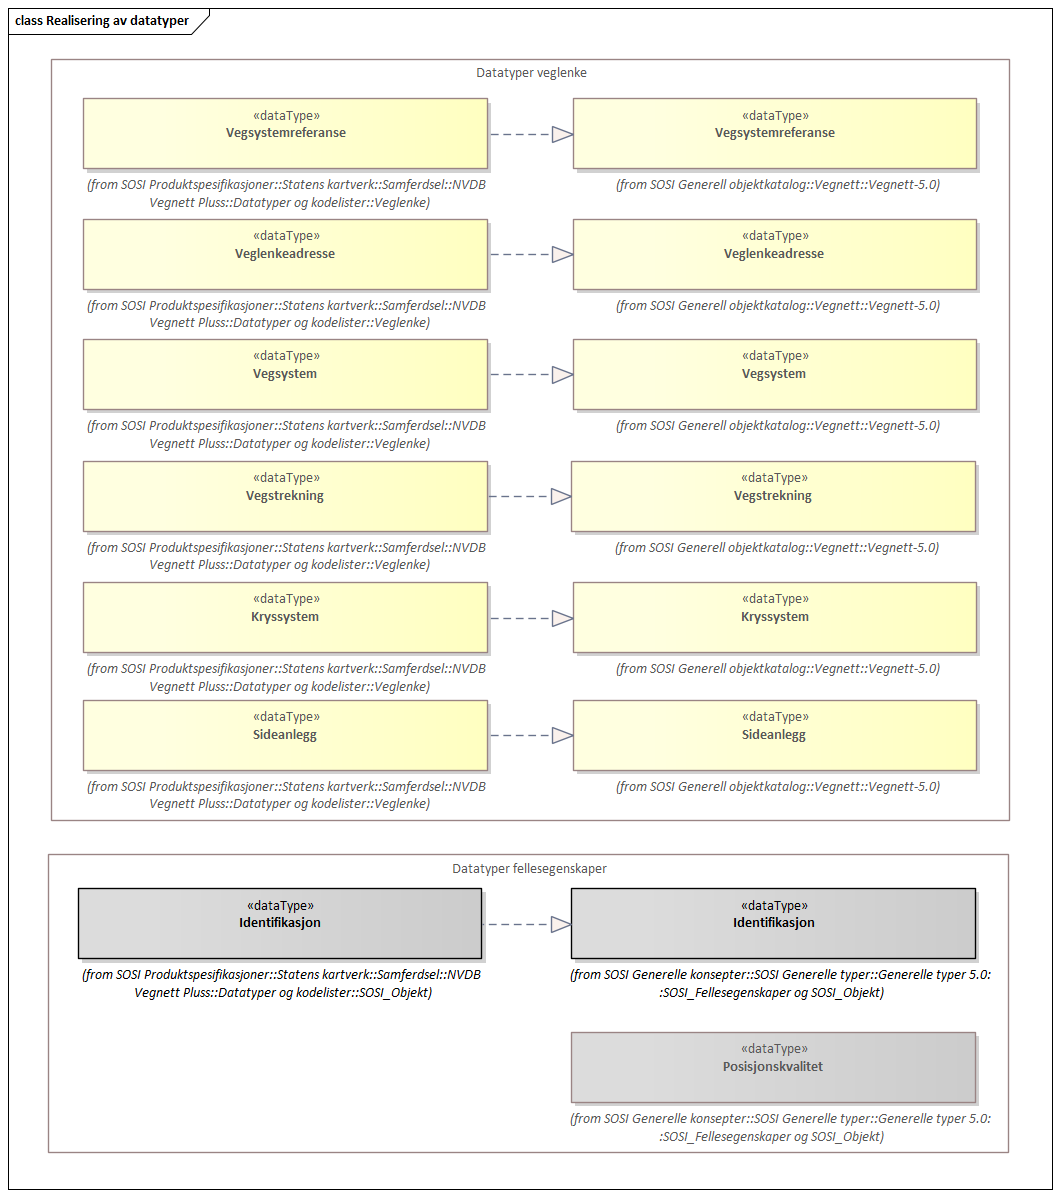 class Realisering av datatyper
Datatyper veglenke
«dataType»
Vegsystemreferanse
(from SOSI Produktspesifikasjoner::Statens kartverk::Samferdsel::NVDB
Vegnett Pluss::Datatyper og kodelister::Veglenke)
«dataType»
Vegsystemreferanse
(from SOSI Generell objektkatalog::Vegnett::Vegnett-5.0)
«dataType»
Veglenkeadresse
(from SOSI Produktspesifikasjoner::Statens kartverk::Samferdsel::NVDB
Vegnett Pluss::Datatyper og kodelister::Veglenke)
«dataType»
Veglenkeadresse
(from SOSI Generell objektkatalog::Vegnett::Vegnett-5.0)
«dataType»
Vegsystem
(from SOSI Produktspesifikasjoner::Statens kartverk::Samferdsel::NVDB
Vegnett Pluss::Datatyper og kodelister::Veglenke)
«dataType»
Vegsystem
(from SOSI Generell objektkatalog::Vegnett::Vegnett-5.0)
«dataType»
Vegstrekning
(from SOSI Produktspesifikasjoner::Statens kartverk::Samferdsel::NVDB
Vegnett Pluss::Datatyper og kodelister::Veglenke)
«dataType»
Vegstrekning
(from SOSI Generell objektkatalog::Vegnett::Vegnett-5.0)
«dataType»
Kryssystem
(from SOSI Produktspesifikasjoner::Statens kartverk::Samferdsel::NVDB
Vegnett Pluss::Datatyper og kodelister::Veglenke)
«dataType»
Kryssystem
(from SOSI Generell objektkatalog::Vegnett::Vegnett-5.0)
«dataType»
Sideanlegg
(from SOSI Produktspesifikasjoner::Statens kartverk::Samferdsel::NVDB
Vegnett Pluss::Datatyper og kodelister::Veglenke)
«dataType»
Sideanlegg
(from SOSI Generell objektkatalog::Vegnett::Vegnett-5.0)
Datatyper fellesegenskaper
«dataType»
Identifikasjon
(from SOSI Produktspesifikasjoner::Statens kartverk::Samferdsel::NVDB
Vegnett Pluss::Datatyper og kodelister::SOSI_Objekt)
«dataType»
Identifikasjon
(from SOSI Generelle konsepter::SOSI Generelle typer::Generelle typer 5.0:
:SOSI_Fellesegenskaper og SOSI_Objekt)
«dataType»
Posisjonskvalitet
(from SOSI Generelle konsepter::SOSI Generelle typer::Generelle typer 5.0:
:SOSI_Fellesegenskaper og SOSI_Objekt)